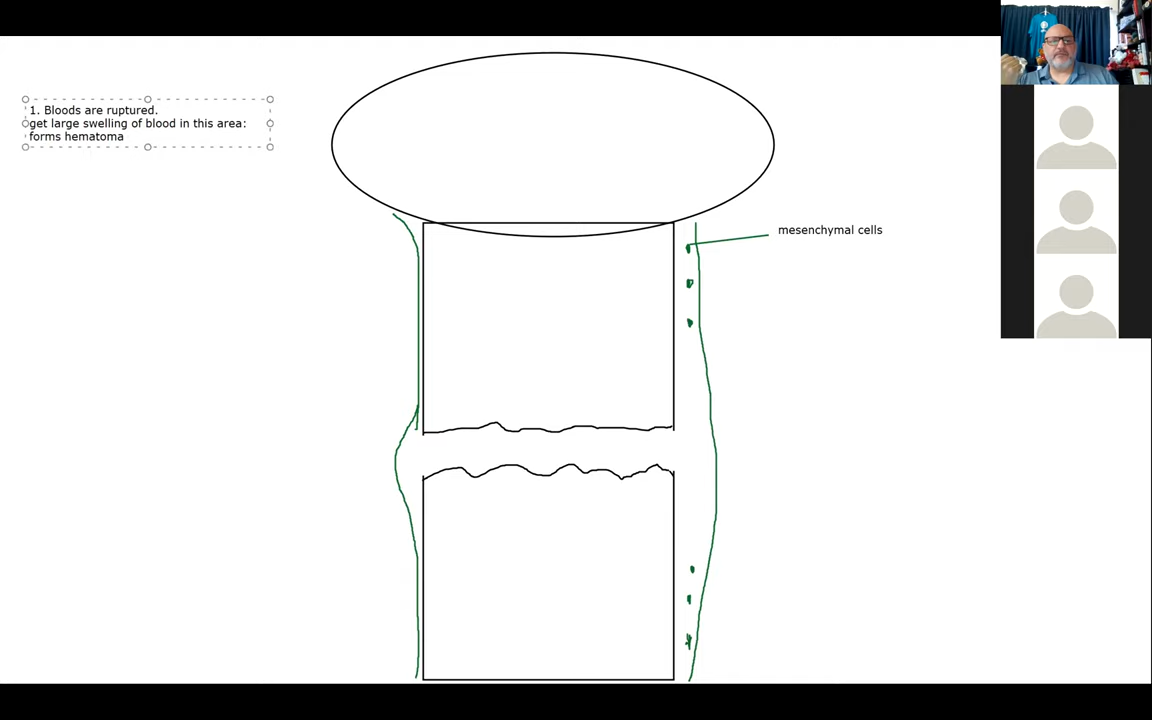 1. Bloods are ruptured.
get large swelling of blood in this area:
forms hematoma
mesenchymal cells